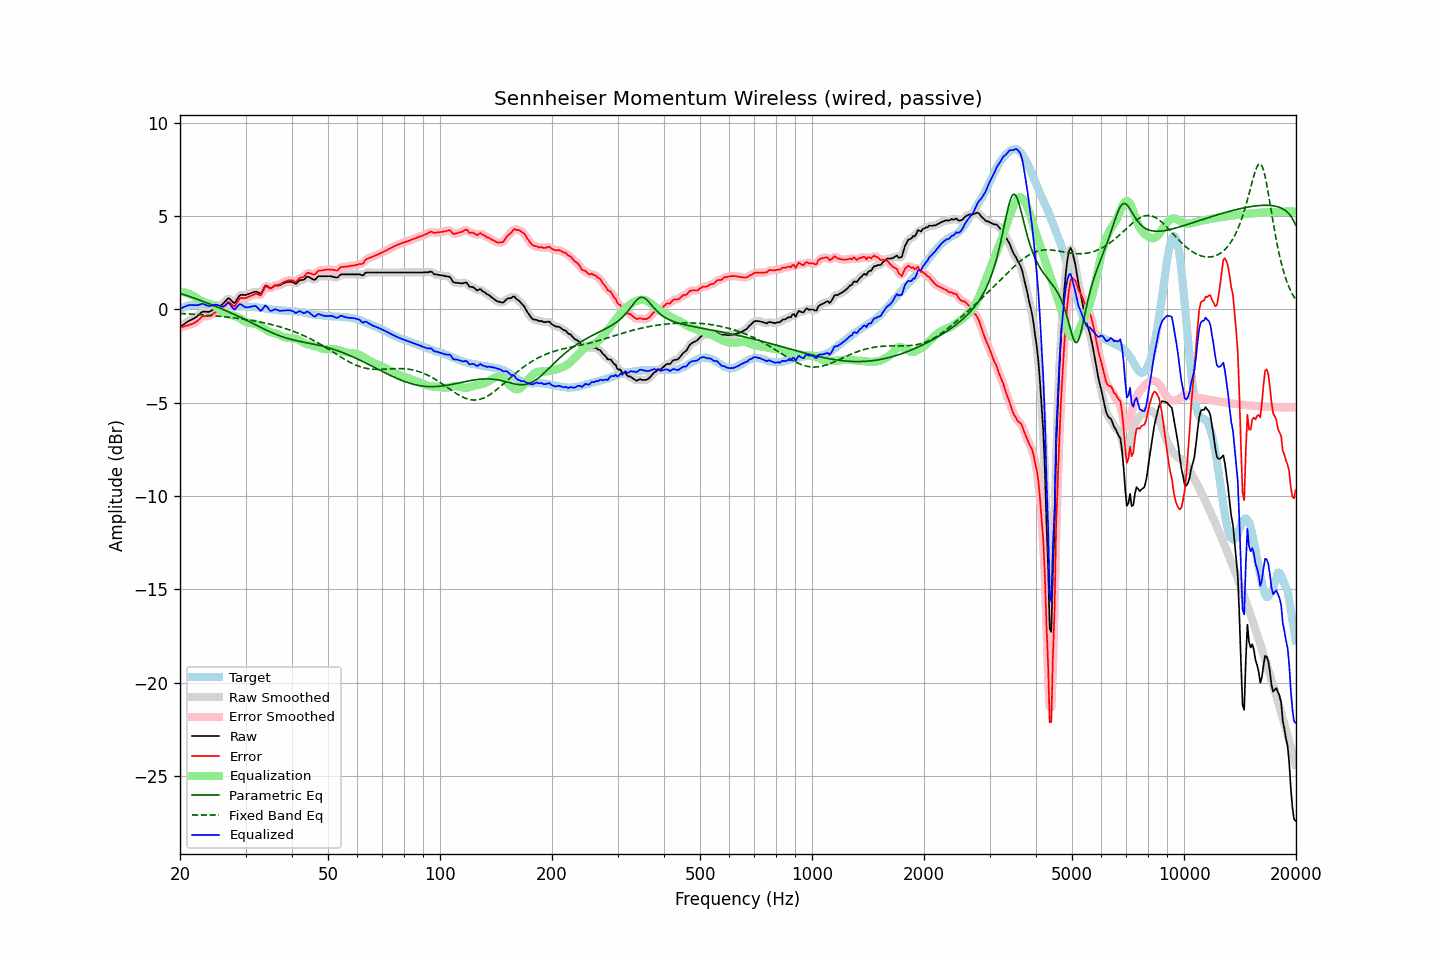 Sennheiser Momentum Wireless (wired, passive)
Amplitude (dBr)
10
5
0
−5
−10
−15
−20
−25
Target
Raw Smoothed
Error Smoothed
Raw
Error
Equalization
Parametric Eq
Fixed Band Eq
Equalized
20 50 100 200 500 1000 2000 5000 10000 20000
Frequency (Hz)